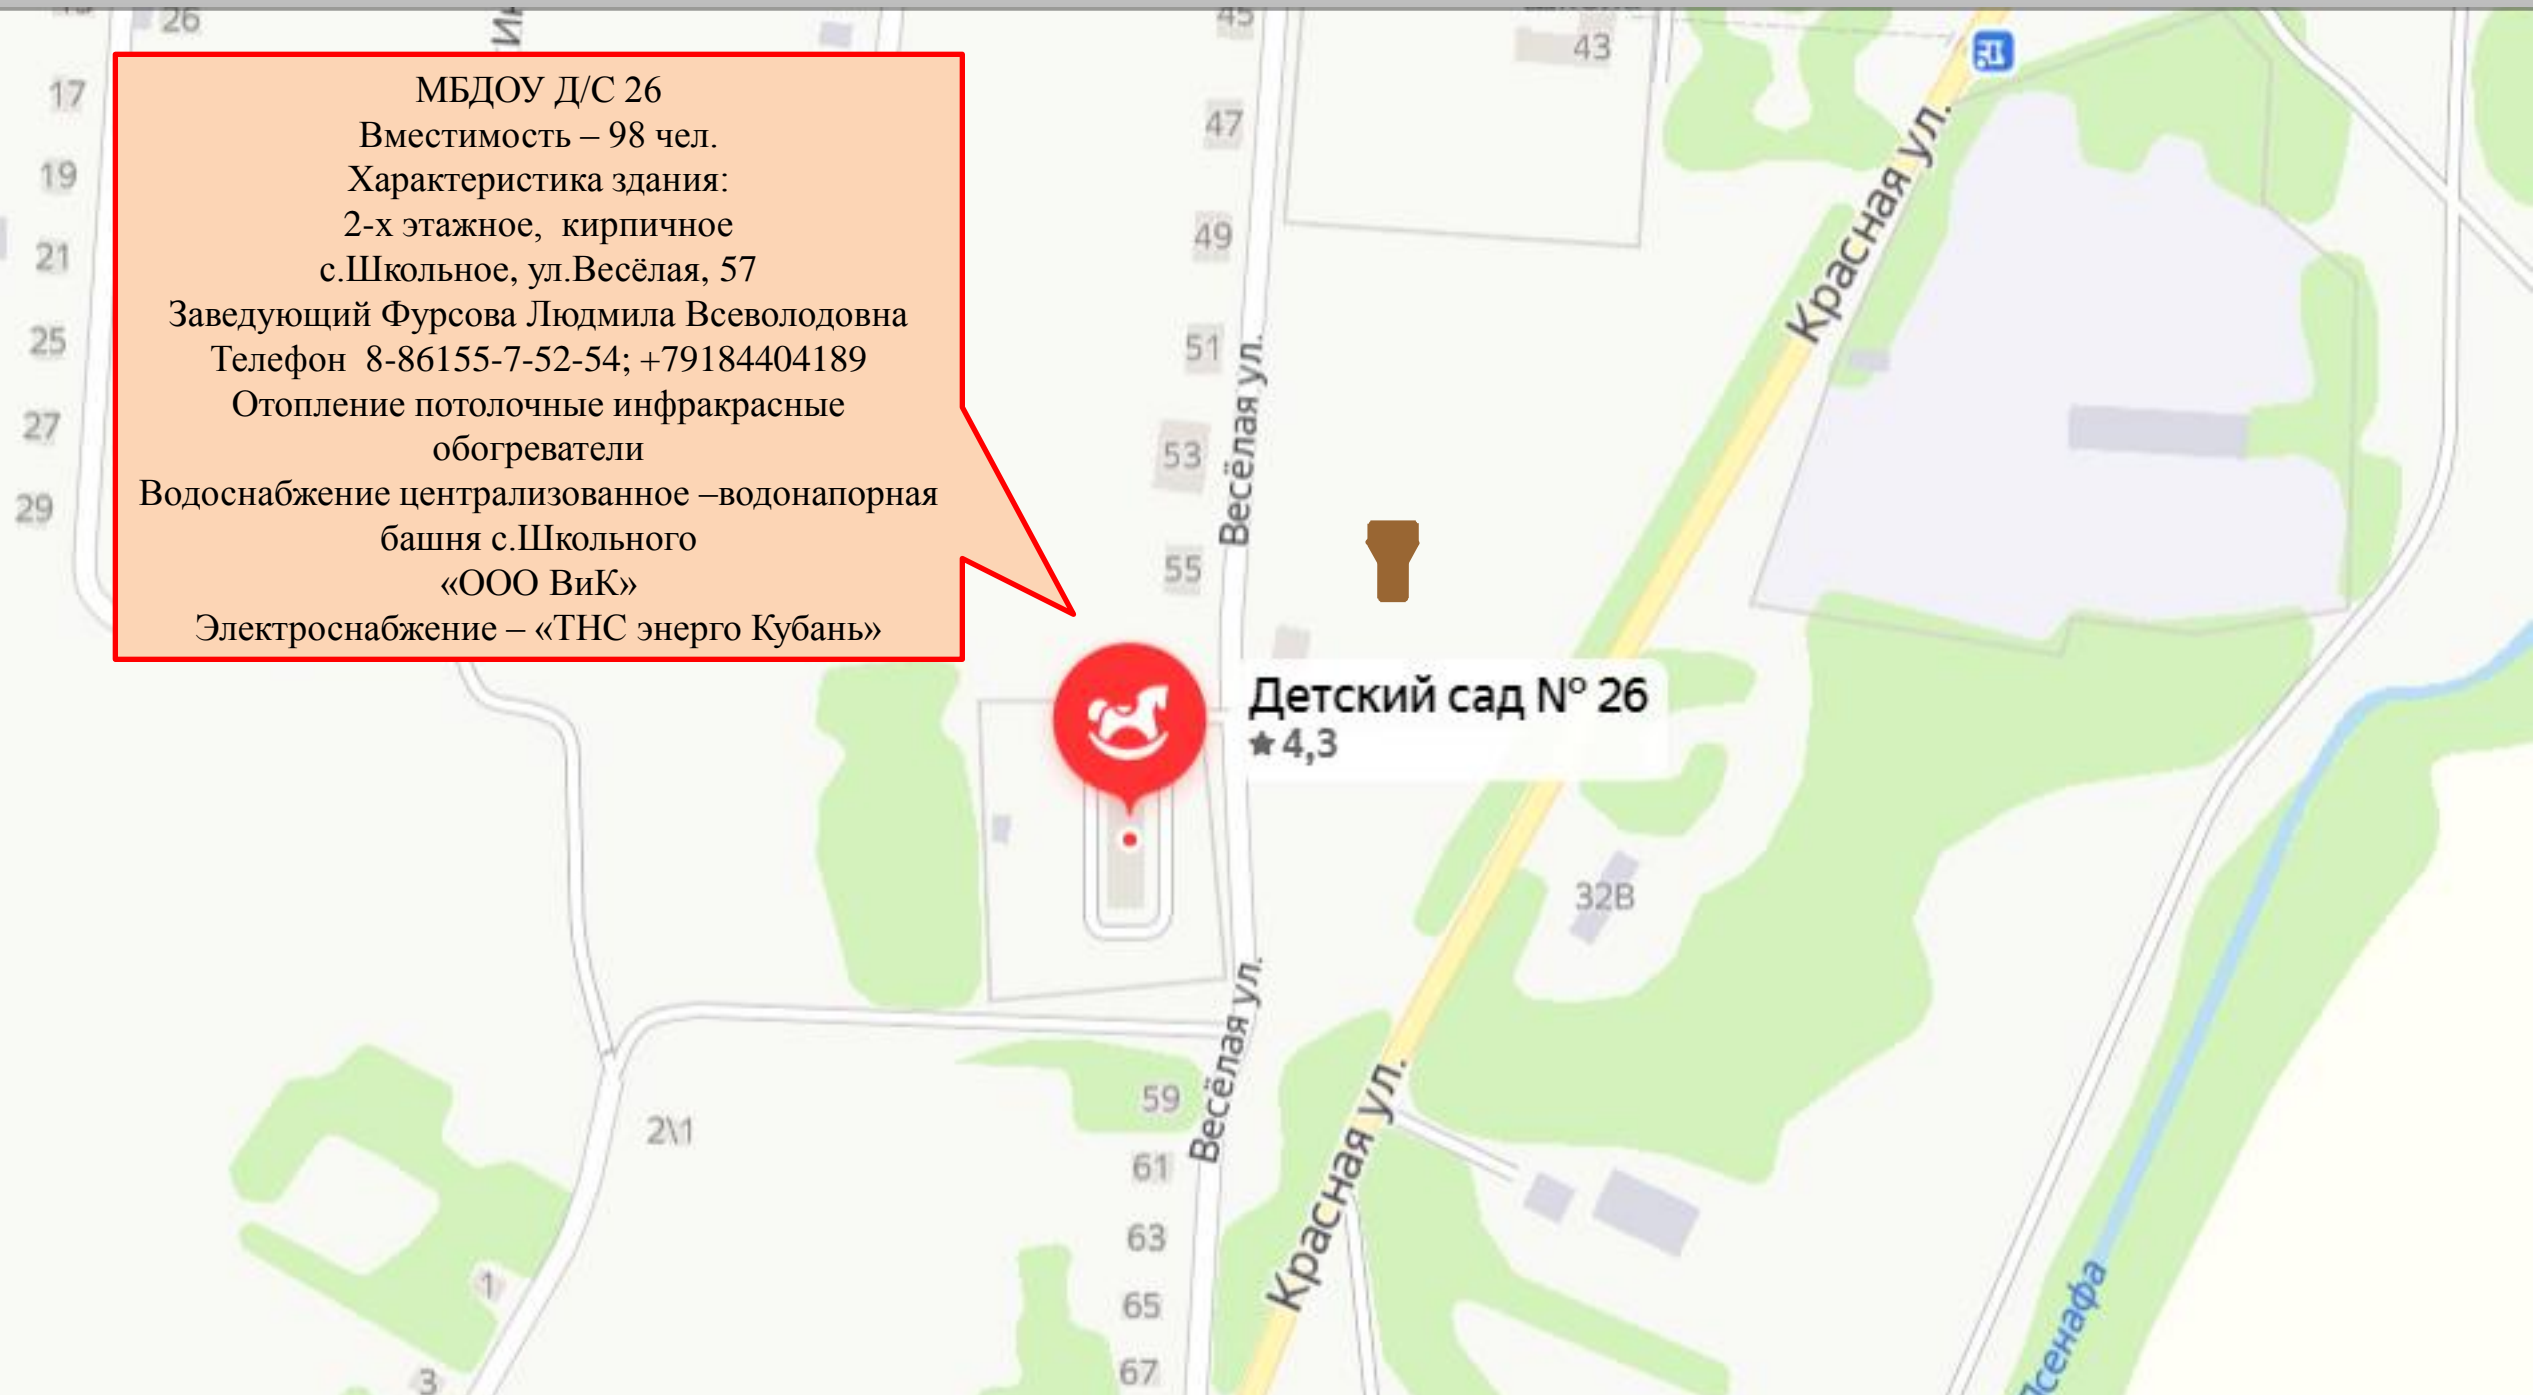 26
45
43
17
19
21
25
27
29
МБДОУ Д/С 26
Вместимость – 98 чел.
Характеристика здания:
2-х этажное, кирпичное
с.Школьное, ул.Весёлая, 57
Заведующий Фурсова Людмила Всеволодовна
Телефон 8-86155-7-52-54; +79184404189
Отопление потолочные инфракрасные
обогреватели
Водоснабжение централизованное –водонапорная
башня с.Школьного
«ООО ВиК»
Электроснабжение – «ТНС энерго Кубань»
47
49
51
53
55
Весёлая ул.
Красная ул.
Детский сад № 26
4,3
32В
Весёлая ул.
59
61
63
65
67
Красная ул.
2\1
1
3
Псенафа